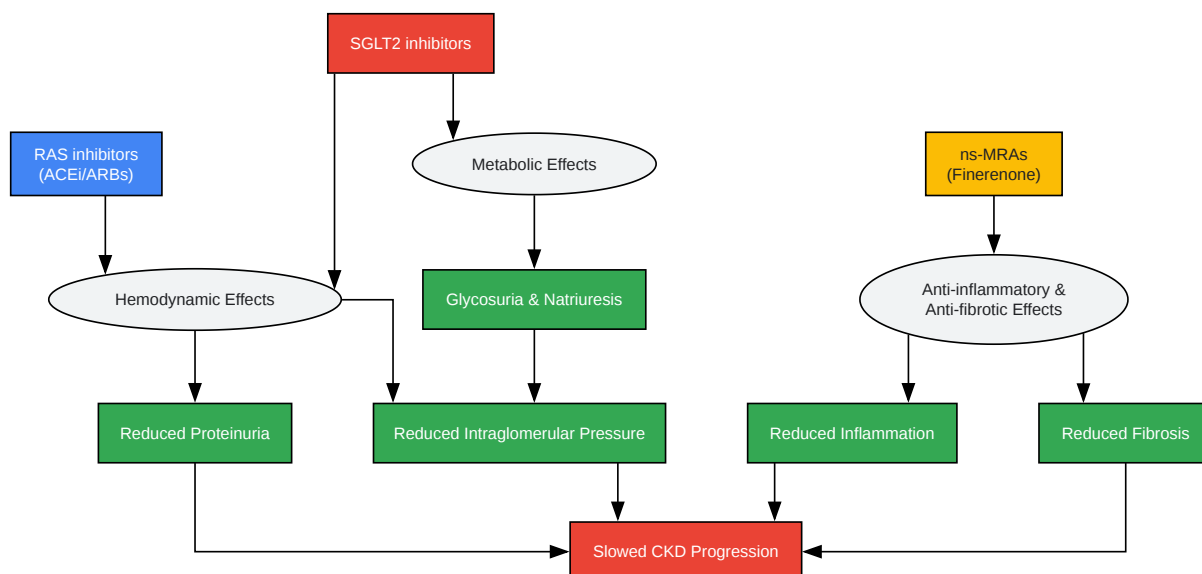 SGLT2 inhibitors
RAS inhibitors
(ACEi/ARBs)
Metabolic Effects
ns-MRAs
(Finerenone)
Hemodynamic Effects
Glycosuria & Natriuresis
Anti-inflammatory &
Anti-fibrotic Effects
Reduced Proteinuria
Reduced Intraglomerular Pressure
Reduced Inflammation
Reduced Fibrosis
Slowed CKD Progression